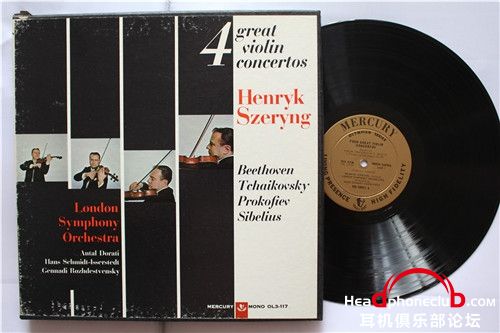 4
great
violin
concertos
Henryk
Szeryng
Beethoven
Tchaikovsky
Prokofiev
Sibelius
London
Symphony
Orchestra
Antal Dorati
Hans Schmidt-Isserstedt
Gennadi Rozhdestvensky
MERCURY MONO OL3-117
MERCURY
LIVING PRESENCE HIGH FIDELITY
Headphoneclub.com
耳机俱乐部论坛